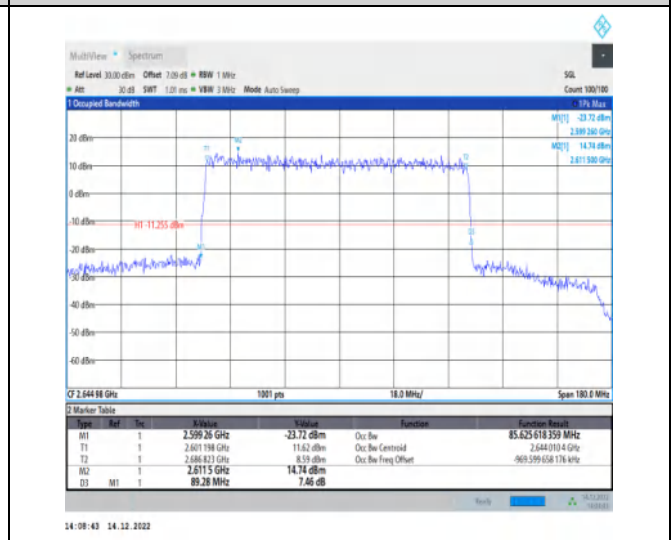 MultiView Spectrum
Ref Level 30.00 dBm Offset 7.09 dB RBW 1 MHz SGL
Att 30 dB SWT 1.01 ms VBW 3 MHz Mode Auto Sweep Count 100/100
1 Occupied Bandwidth 1Pk Max
M1[1] -23.72 dBm
2.599 260 GHz
M2[1] 14.74 dBm
2.611 500 GHz
20 dBm
T1 M2 T2
10 dBm
0 dBm
-10 dBm
H1 -11.255 dBm
D3
-20 dBm
M1
-30 dBm
-40 dBm
-50 dBm
-60 dBm
CF 2.644 98 GHz 1001 pts 18.0 MHz/ Span 180.0 MHz
2 Marker Table
Type Ref Trc X-Value Y-Value Function Function Result
M1 1 2.599 26 GHz -23.72 dBm Occ Bw 85.625 618 359 MHz
T1 1 2.601 198 GHz 11.62 dBm Occ Bw Centroid 2.644 010 4 GHz
T2 1 2.686 823 GHz 8.59 dBm Occ Bw Freq Offset -969.599 658 176 kHz
M2 1 2.611 5 GHz 14.74 dBm
D3 M1 1 89.28 MHz 7.46 dB
Ready
14:08:43 14.12.2022